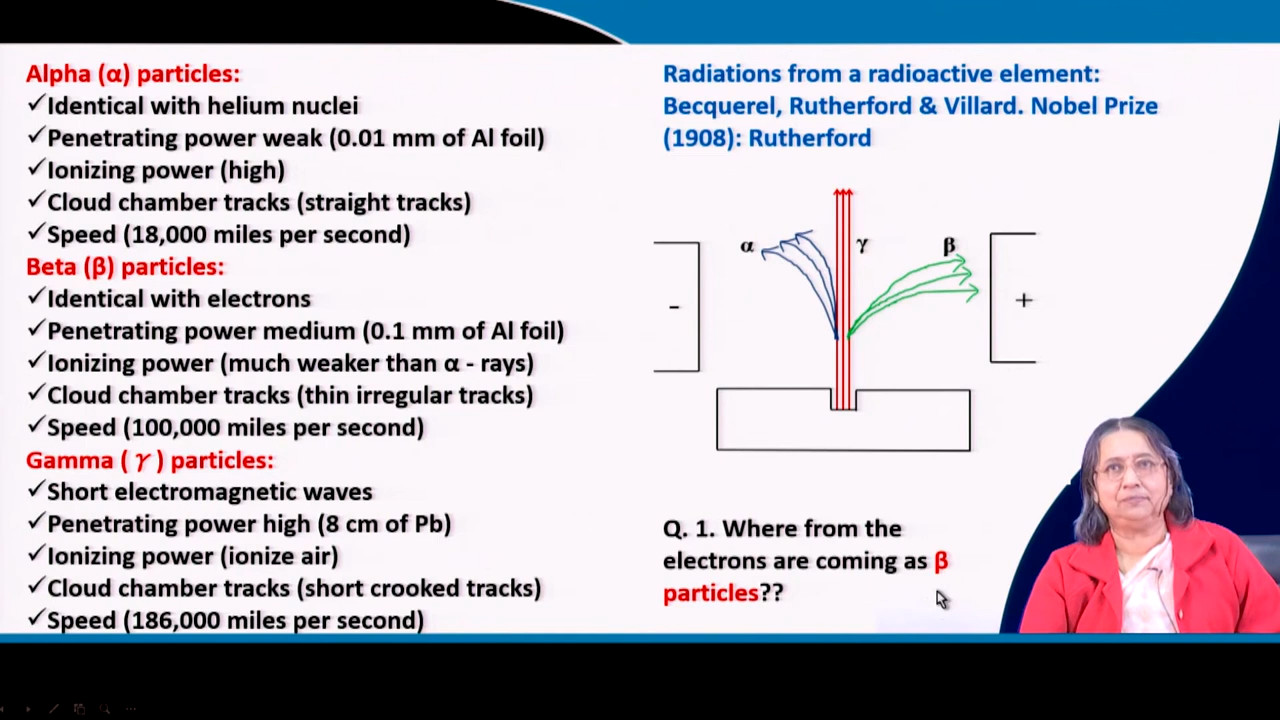 Alpha (α) particles:
✓Identical with helium nuclei
✓Penetrating power weak (0.01 mm of Al foil)
✓Ionizing power (high)
✓Cloud chamber tracks (straight tracks)
✓Speed (18,000 miles per second)
Beta (β) particles:
✓Identical with electrons
✓Penetrating power medium (0.1 mm of Al foil)
✓Ionizing power (much weaker than α - rays)
✓Cloud chamber tracks (thin irregular tracks)
✓Speed (100,000 miles per second)
Gamma ( γ ) particles:
✓Short electromagnetic waves
✓Penetrating power high (8 cm of Pb)
✓Ionizing power (ionize air)
✓Cloud chamber tracks (short crooked tracks)
✓Speed (186,000 miles per second)
Radiations from a radioactive element:
Becquerel, Rutherford & Villard. Nobel Prize
(1908): Rutherford
α γ β
- +
Q. 1. Where from the
electrons are coming as β
particles??